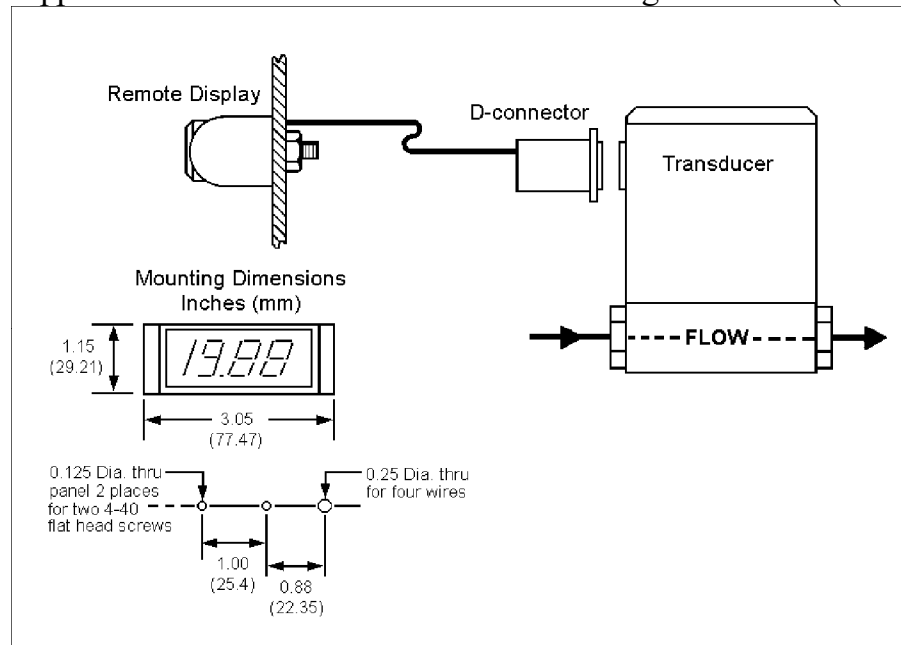 Remote Display
D-connector
Transducer
Mounting Dimensions
Inches (mm)
1.15
(29.21)
19.88
FLOW
3.05
(77.47)
0.125 Dia. thru
panel 2 places
for two 4-40
flat head screws
0.25 Dia. thru
for four wires
1.00
(25.4)
0.88
(22.35)